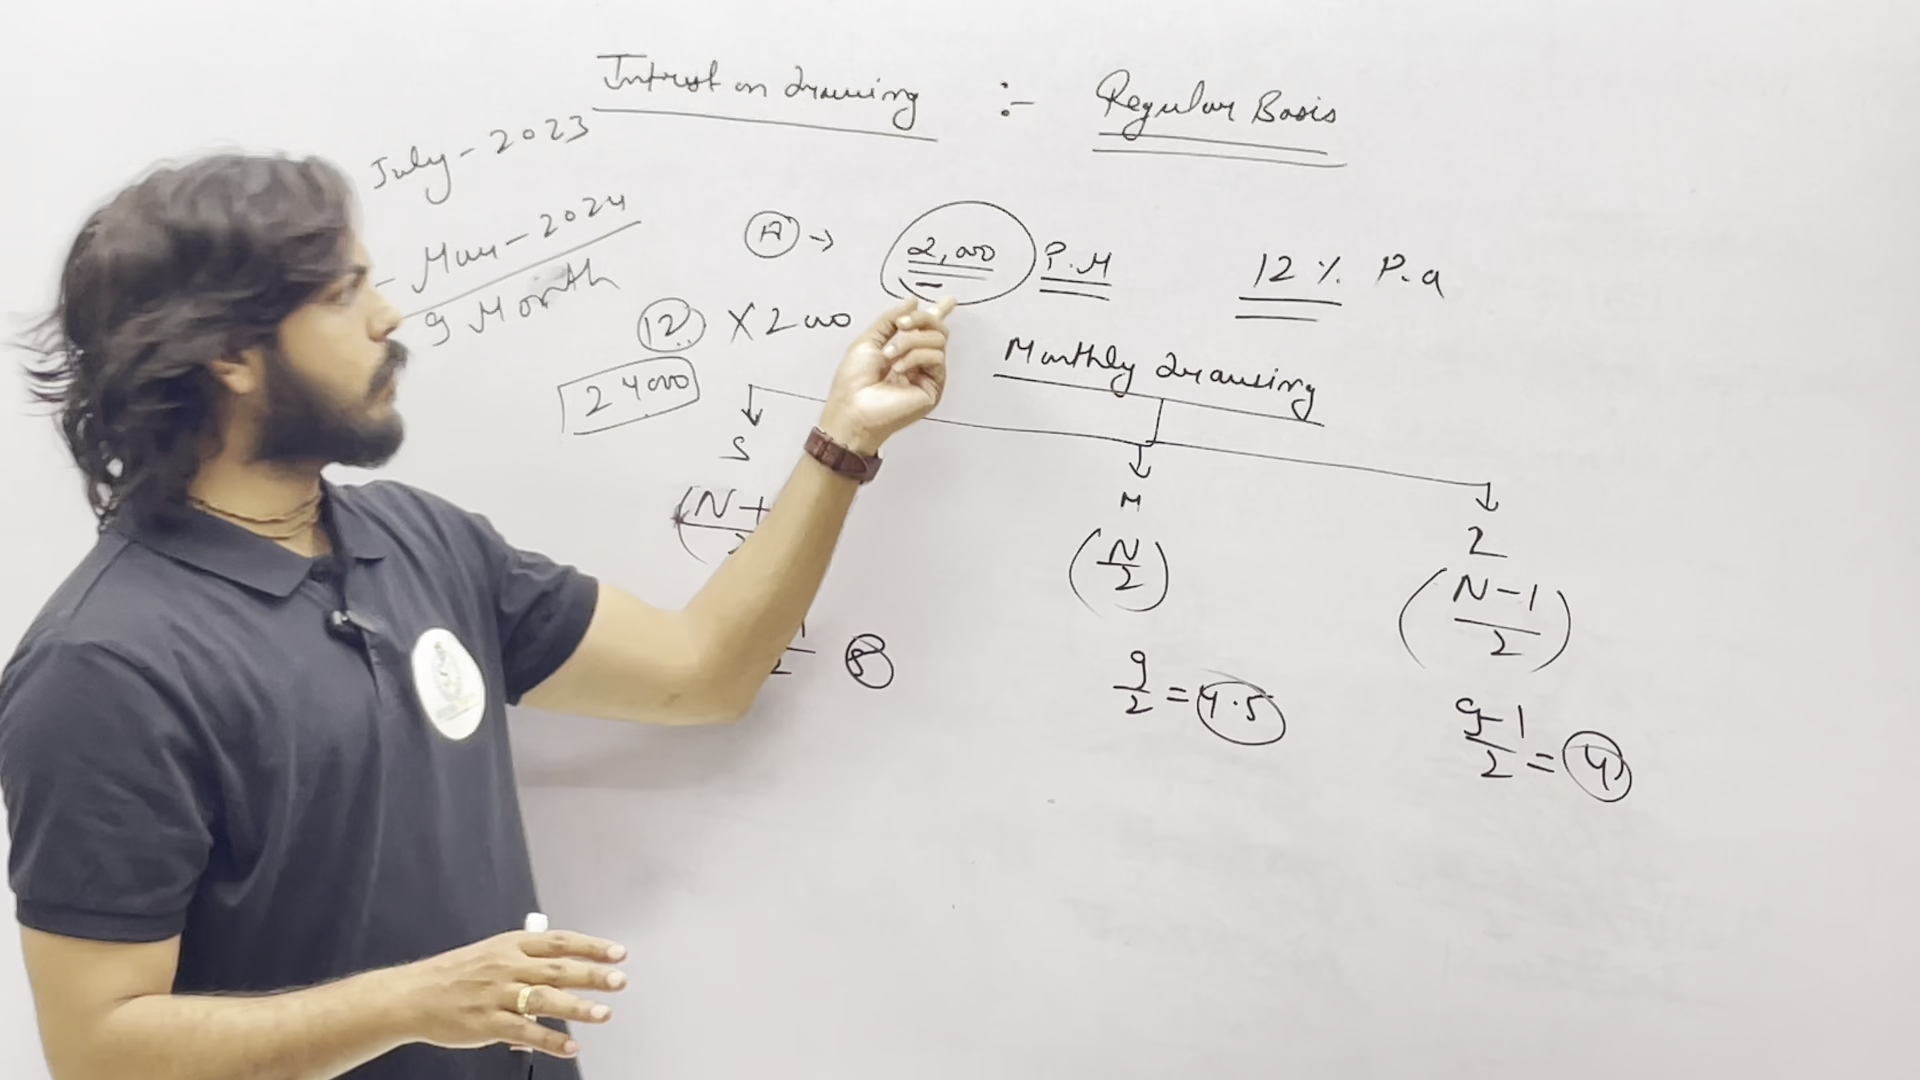 Interest on drawing :- Regular Basis
July - 2023
- Mar - 2024
9 Month
A → 2,000 P.M 12 % P.a
12 X 2000
24000
Monthly Drawing
S M 2
(N + (N/2) (N-1/2)
8 9/2 = 4.5 9-1/2 = 4